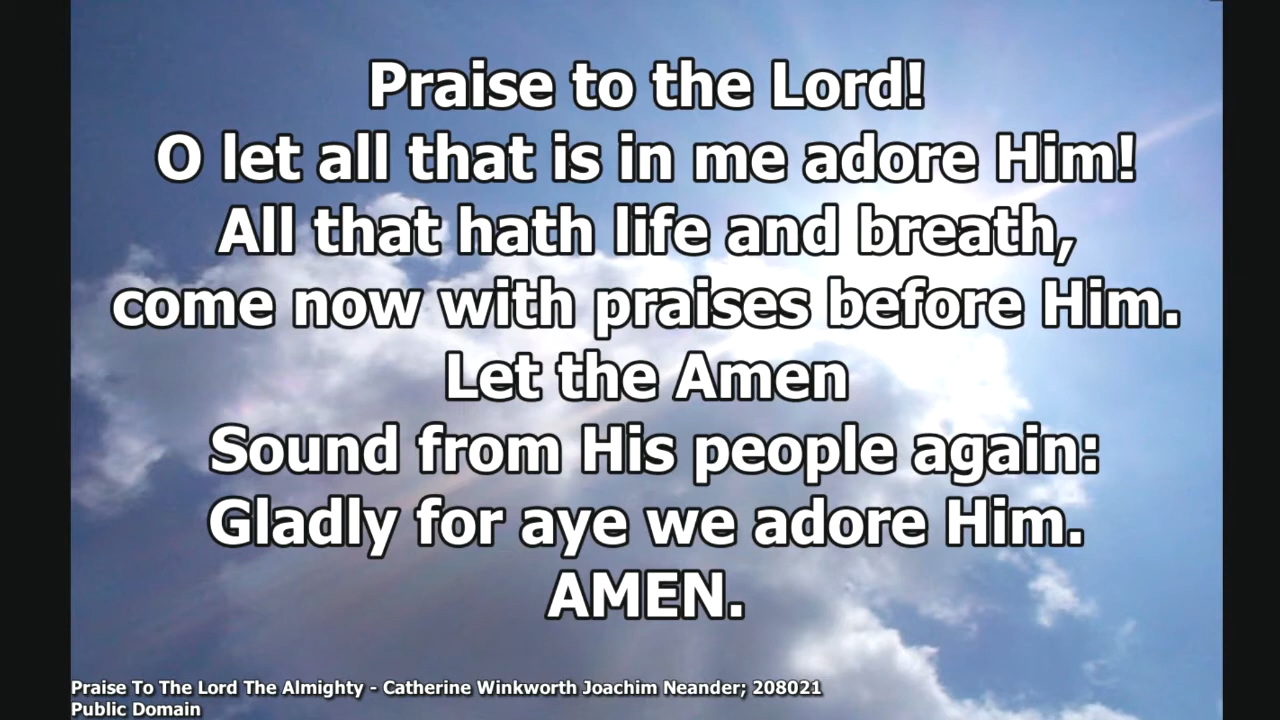 Praise to the Lord!
O let all that is in me adore Him!
All that hath life and breath,
come now with praises before Him.
Let the Amen
Sound from His people again:
Gladly for aye we adore Him.
AMEN.
Praise To The Lord The Almighty - Catherine Winkworth Joachim Neander; 208021
Public Domain